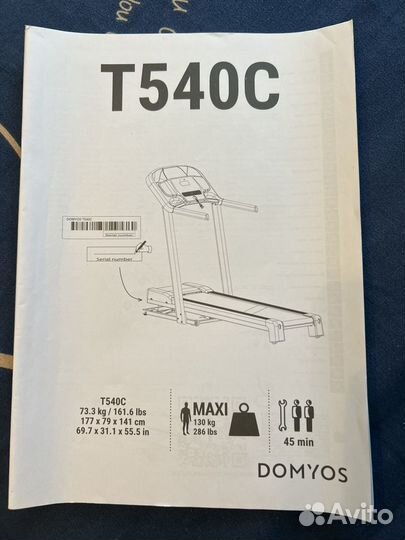 you
T540C
DOMYOS T540C
Serial number
Serial number
T540C
73.3 kg / 161.6 lbs
177 x 79 x 141 cm
69.7 x 31.1 x 55.5 in
MAXI
130 kg
286 lbs
45 min
DOMYOS
Avito